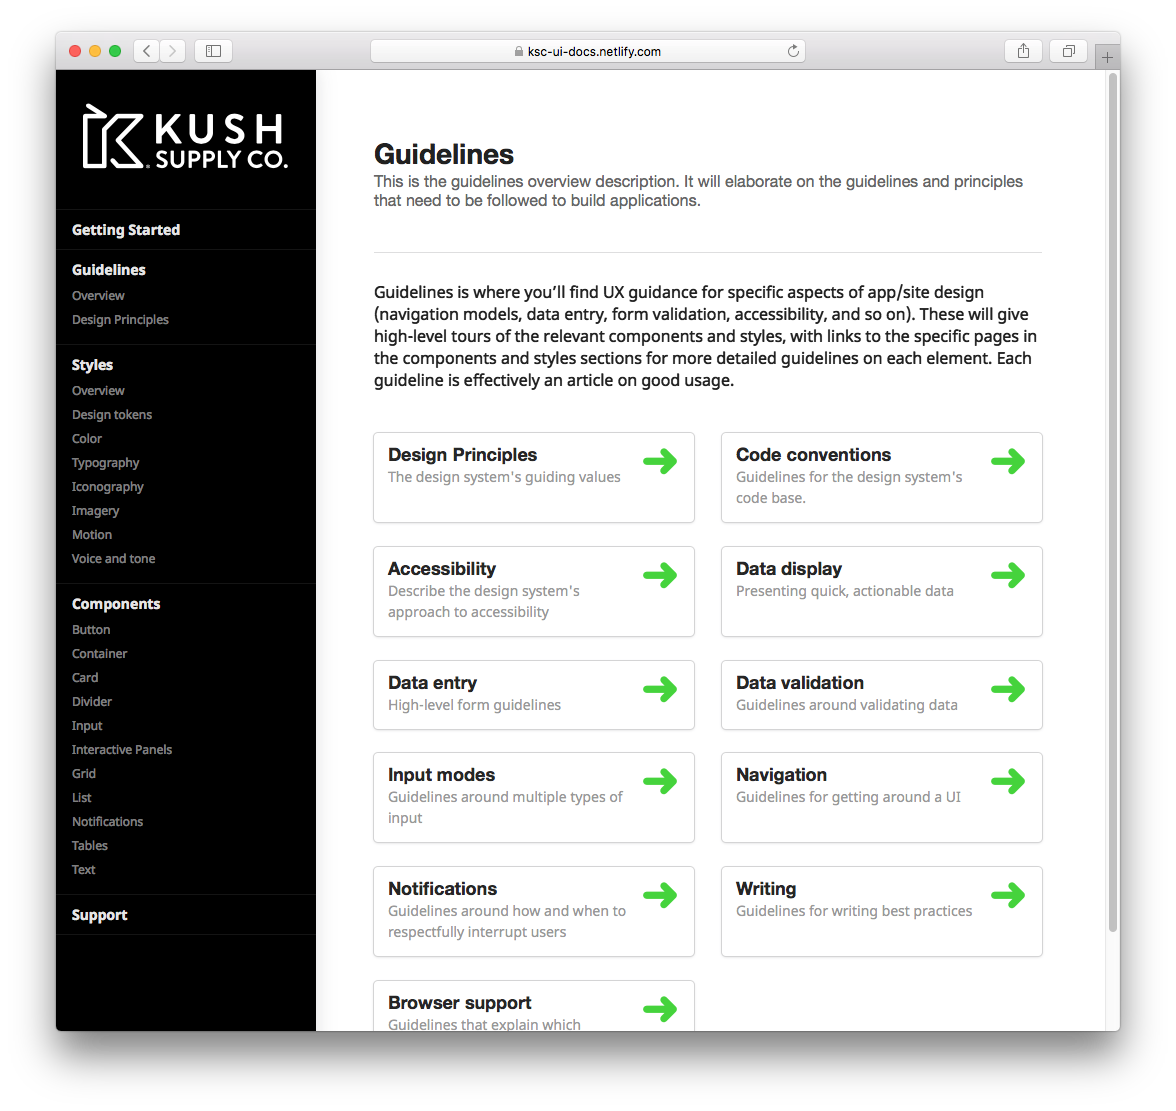 ksc-ui-docs.netlify.com
KUSH
SUPPLY CO.
Getting Started
Guidelines
Overview
Design Principles
Styles
Overview
Design tokens
Color
Typography
Iconography
Imagery
Motion
Voice and tone
Components
Button
Container
Card
Divider
Input
Interactive Panels
Grid
List
Notifications
Tables
Text
Support
Guidelines
This is the guidelines overview description. It will elaborate on the guidelines and principles
that need to be followed to build applications.
Guidelines is where you’ll find UX guidance for specific aspects of app/site design
(navigation models, data entry, form validation, accessibility, and so on). These will give
high-level tours of the relevant components and styles, with links to the specific pages in
the components and styles sections for more detailed guidelines on each element. Each
guideline is effectively an article on good usage.
Design Principles
The design system's guiding values
Code conventions
Guidelines for the design system's
code base.
Accessibility
Describe the design system's
approach to accessibility
Data display
Presenting quick, actionable data
Data entry
High-level form guidelines
Data validation
Guidelines around validating data
Input modes
Guidelines around multiple types of
input
Navigation
Guidelines for getting around a UI
Notifications
Guidelines around how and when to
respectfully interrupt users
Writing
Guidelines for writing best practices
Browser support
Guidelines that explain which